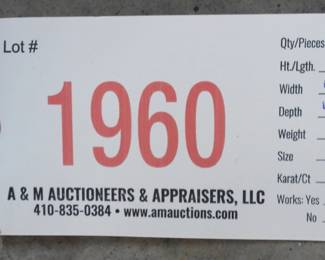 Lot #
1960
A & M AUCTIONEERS & APPRAISERS, LLC
410-835-0384 • www.amauctions.com
Qty/Pieces
Ht./Lgth.
Width
Depth
Weight
Size
Karat/Ct
Works: Yes
No